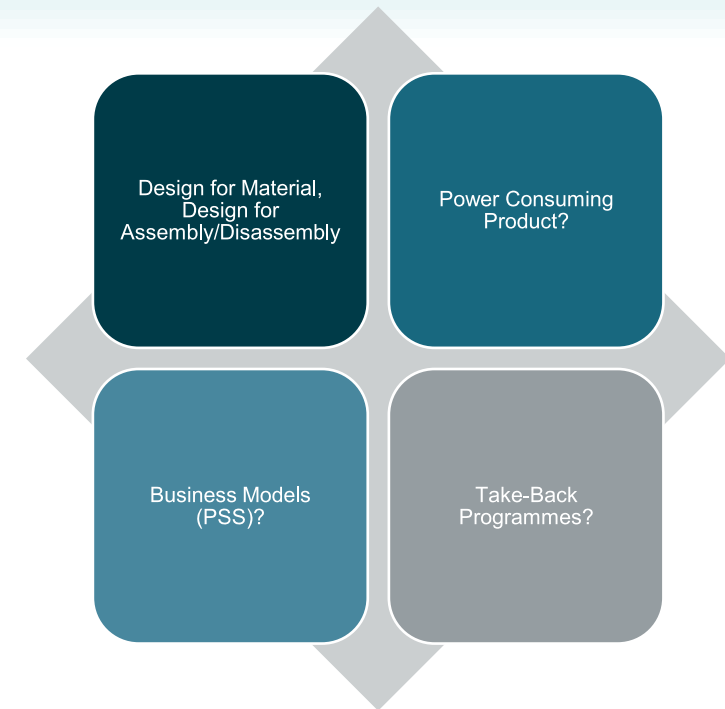 Design for Material,
Design for
Assembly/Disassembly
Power Consuming
Product?
Business Models
(PSS)?
Take-Back
Programmes?